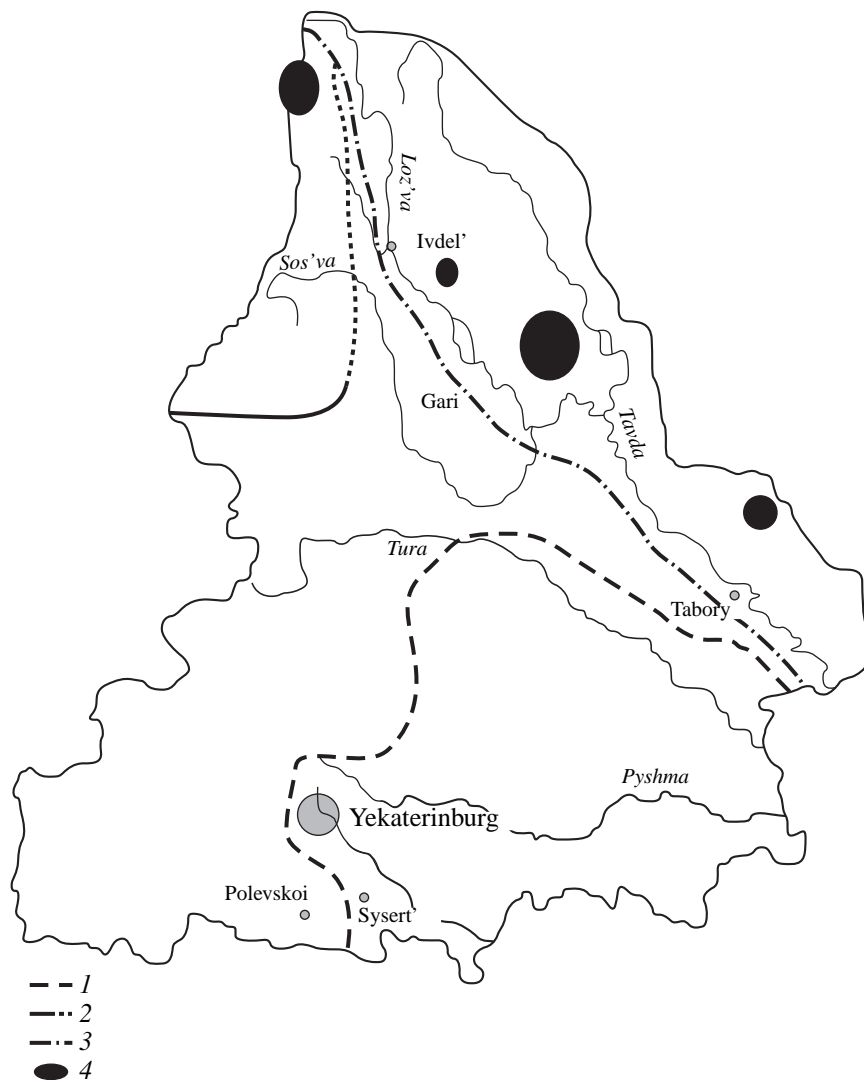 Loz’va
Ivdel’
Sos’va
Gari
Tavda
Tura
Tabory
Pyshma
Yekaterinburg
Polevskoi
Sysert’
1
2
3
4